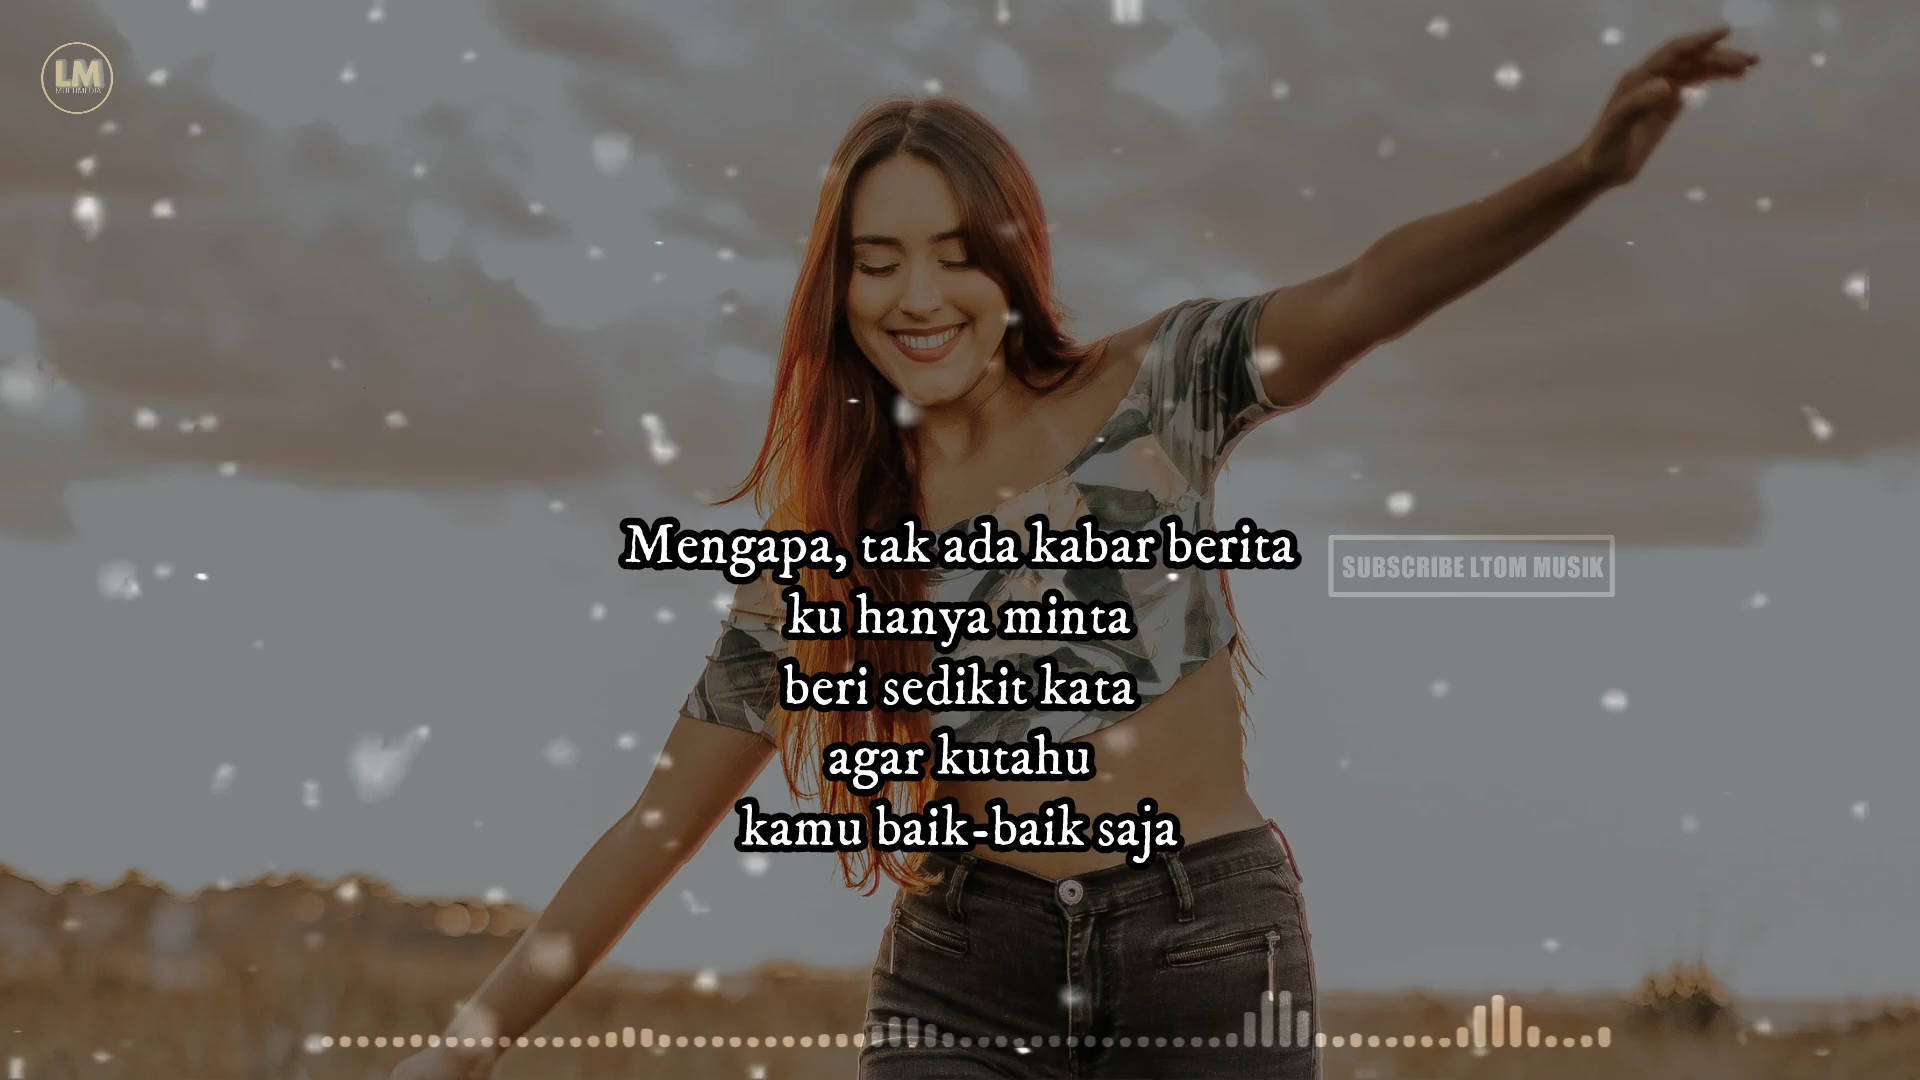 LM
MULTIMEDIA
Mengapa, tak ada kabar berita
SUBSCRIBE LTOM MUSIK
ku hanya minta
beri sedikit kata
agar kutahu
kamu baik-baik saja